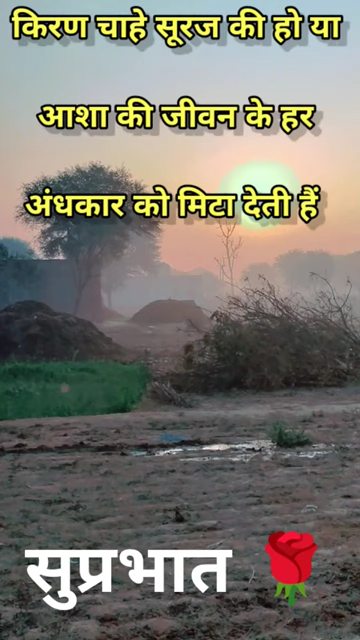 किरण चाहे सूरज की हो या
आशा की जीवन के हर
अंधकार को मिटा देती हैं
सुप्रभात 🌹